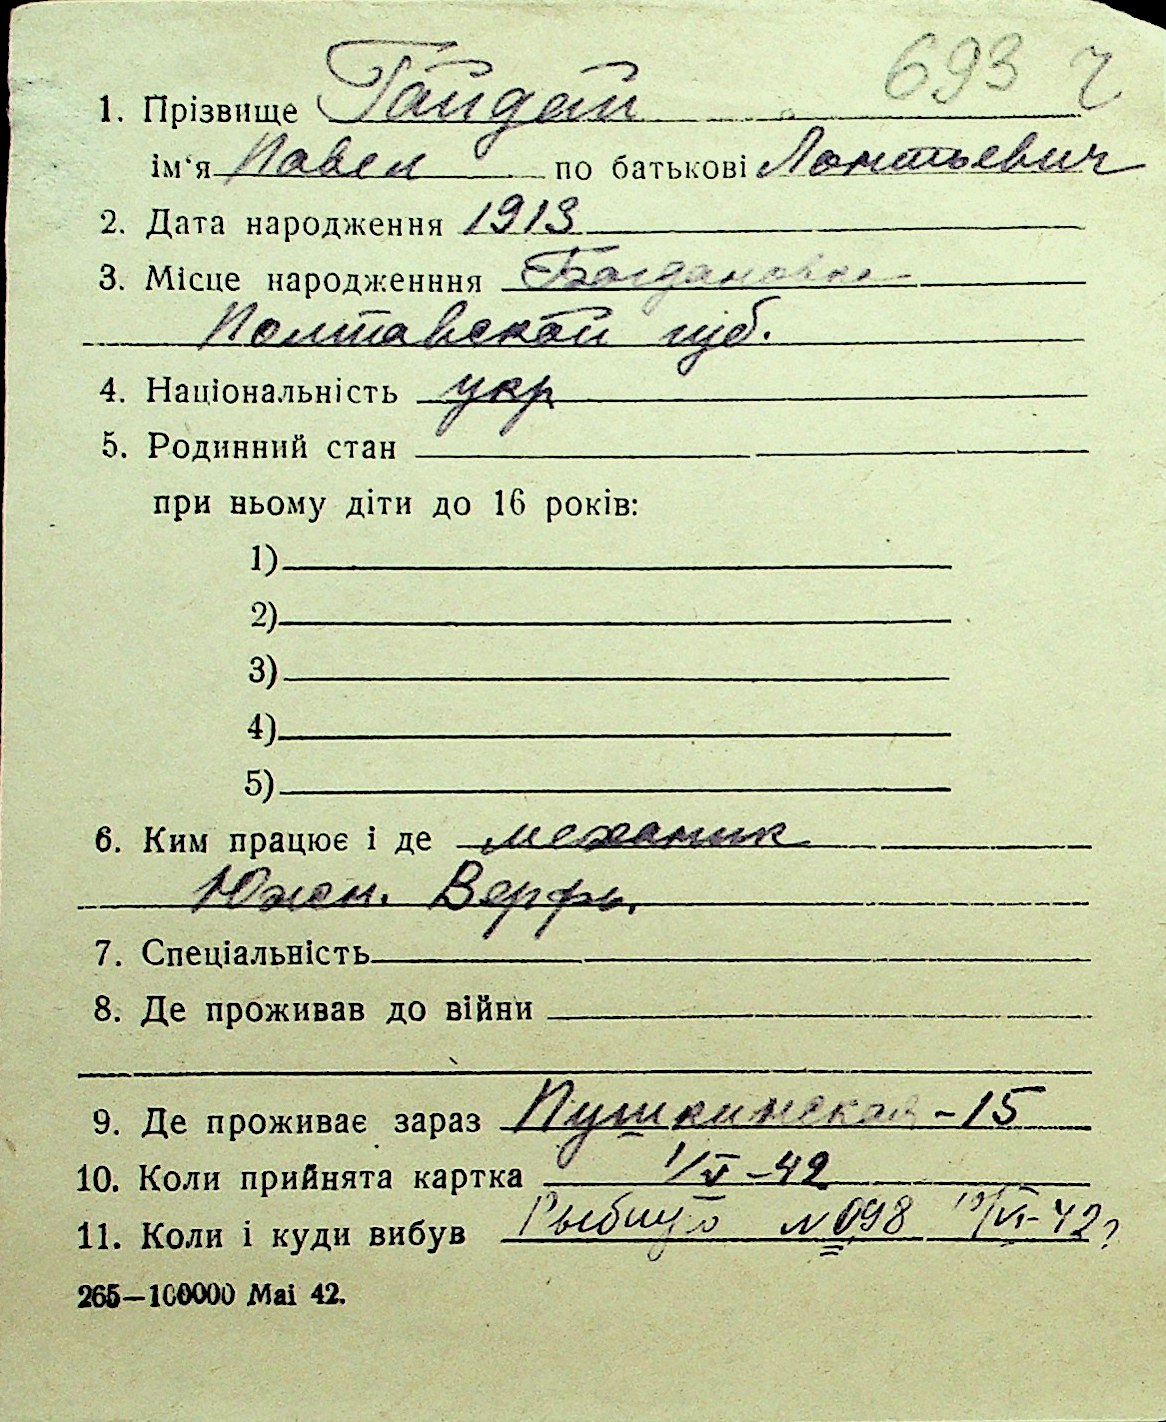 693 ч
1. Прізвище Гайдай
ім‘я Павел по батькові Леонтьевич
2. Дата народження 1913
3. Місце народженння Богдановка
Полтавской губ.
4. Національність укр
5. Родинний стан
при ньому діти до 16 років:
1)
2)
3)
4)
5)
6. Ким працює і де механик
Южн. Верфь.
7. Спеціальність
8. Де проживав до війни
9. Де проживає зараз Пушкинская - 15
10. Коли прийнята картка 1/V - 42
11. Коли і куди вибув № 098 19/VI - 42
265—100000 Mai 42.